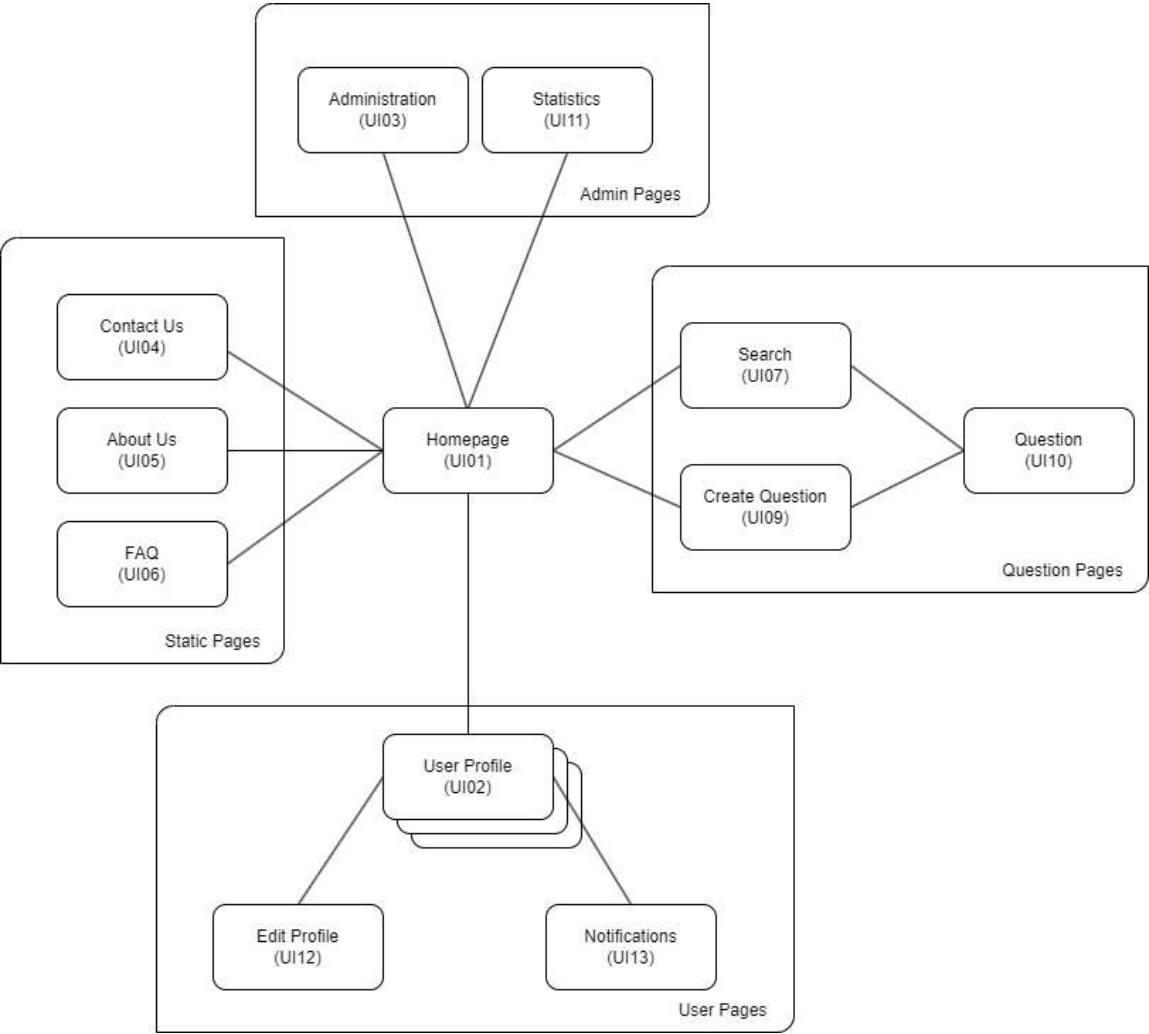 Administration
(UI03)
Statistics
(UI11)
Admin Pages
Contact Us
(UI04)
About Us
(UI05)
FAQ
(UI06)
Static Pages
Homepage
(UI01)
Search
(UI07)
Create Question
(UI09)
Question
(UI10)
Question Pages
User Profile
(UI02)
Edit Profile
(UI12)
Notifications
(UI13)
User Pages